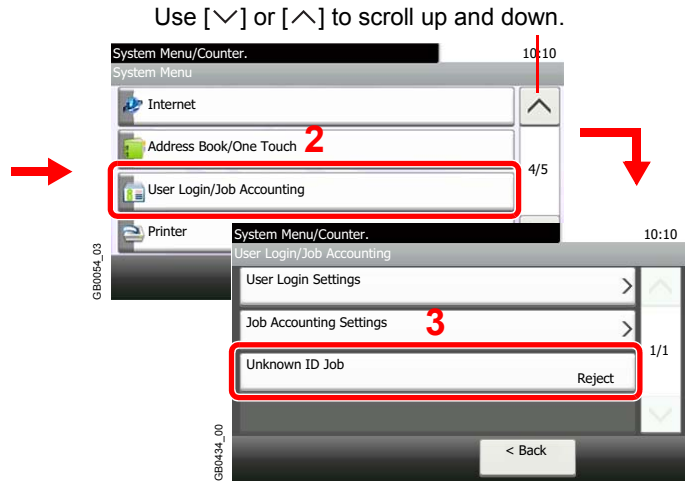 Use [∨] or [∧] to scroll up and down.
System Menu/Counter. 10:10
System Menu
Internet
Address Book/One Touch 2
4/5
User Login/Job Accounting
Printer
GB0054_03
System Menu/Counter. 10:10
User Login/Job Accounting
User Login Settings
Job Accounting Settings 3
1/1
Unknown ID Job
Reject
< Back
GB0434_00